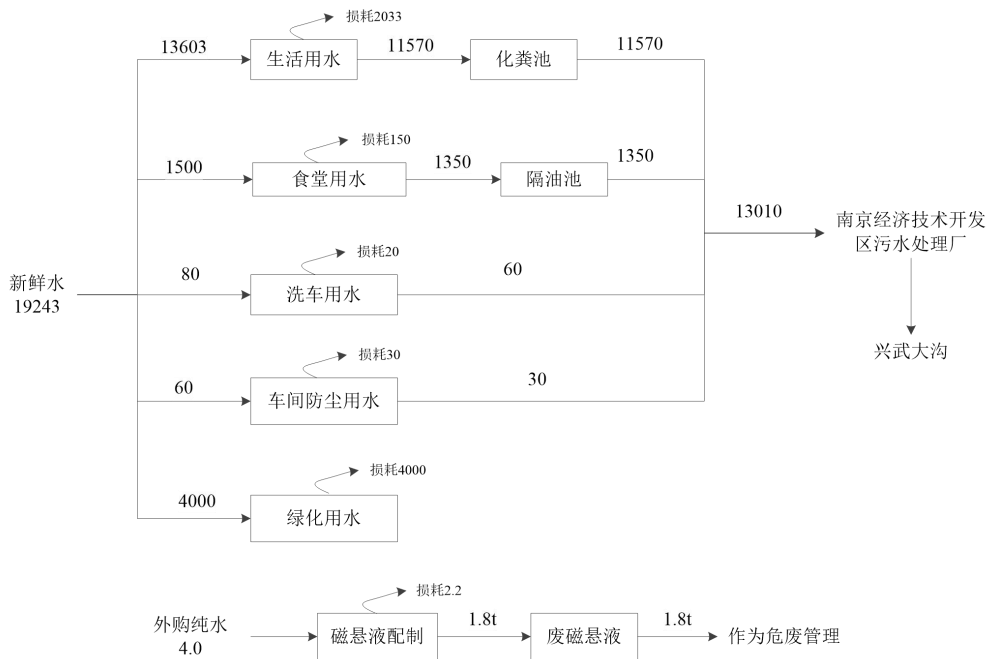 损耗2033
13603
生活用水
11570
化粪池
11570
损耗150
1500
食堂用水
1350
隔油池
1350
13010
南京经济技术开发
区污水处理厂
损耗20
新鲜水
19243
80
洗车用水
60
兴武大沟
损耗30
60
车间防尘用水
30
损耗4000
4000
绿化用水
损耗2.2
外购纯水
4.0
磁悬液配制
1.8t
废磁悬液
1.8t
作为危废管理